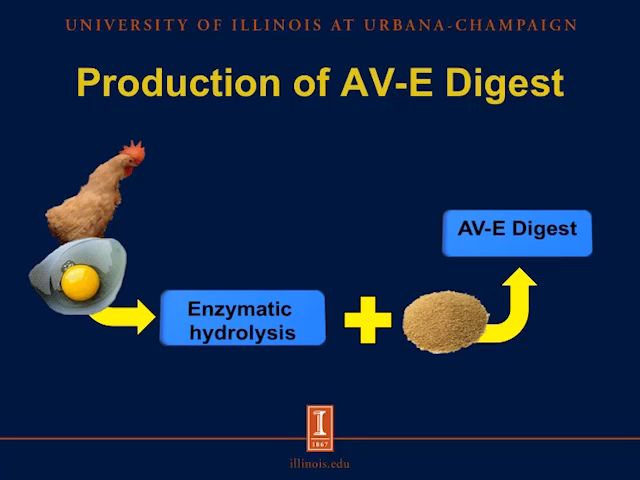 UNIVERSITY OF ILLINOIS AT URBANA-CHAMPAIGN
Production of AV-E Digest
AV-E Digest
Enzymatic
hydrolysis
I
1867
illinois.edu